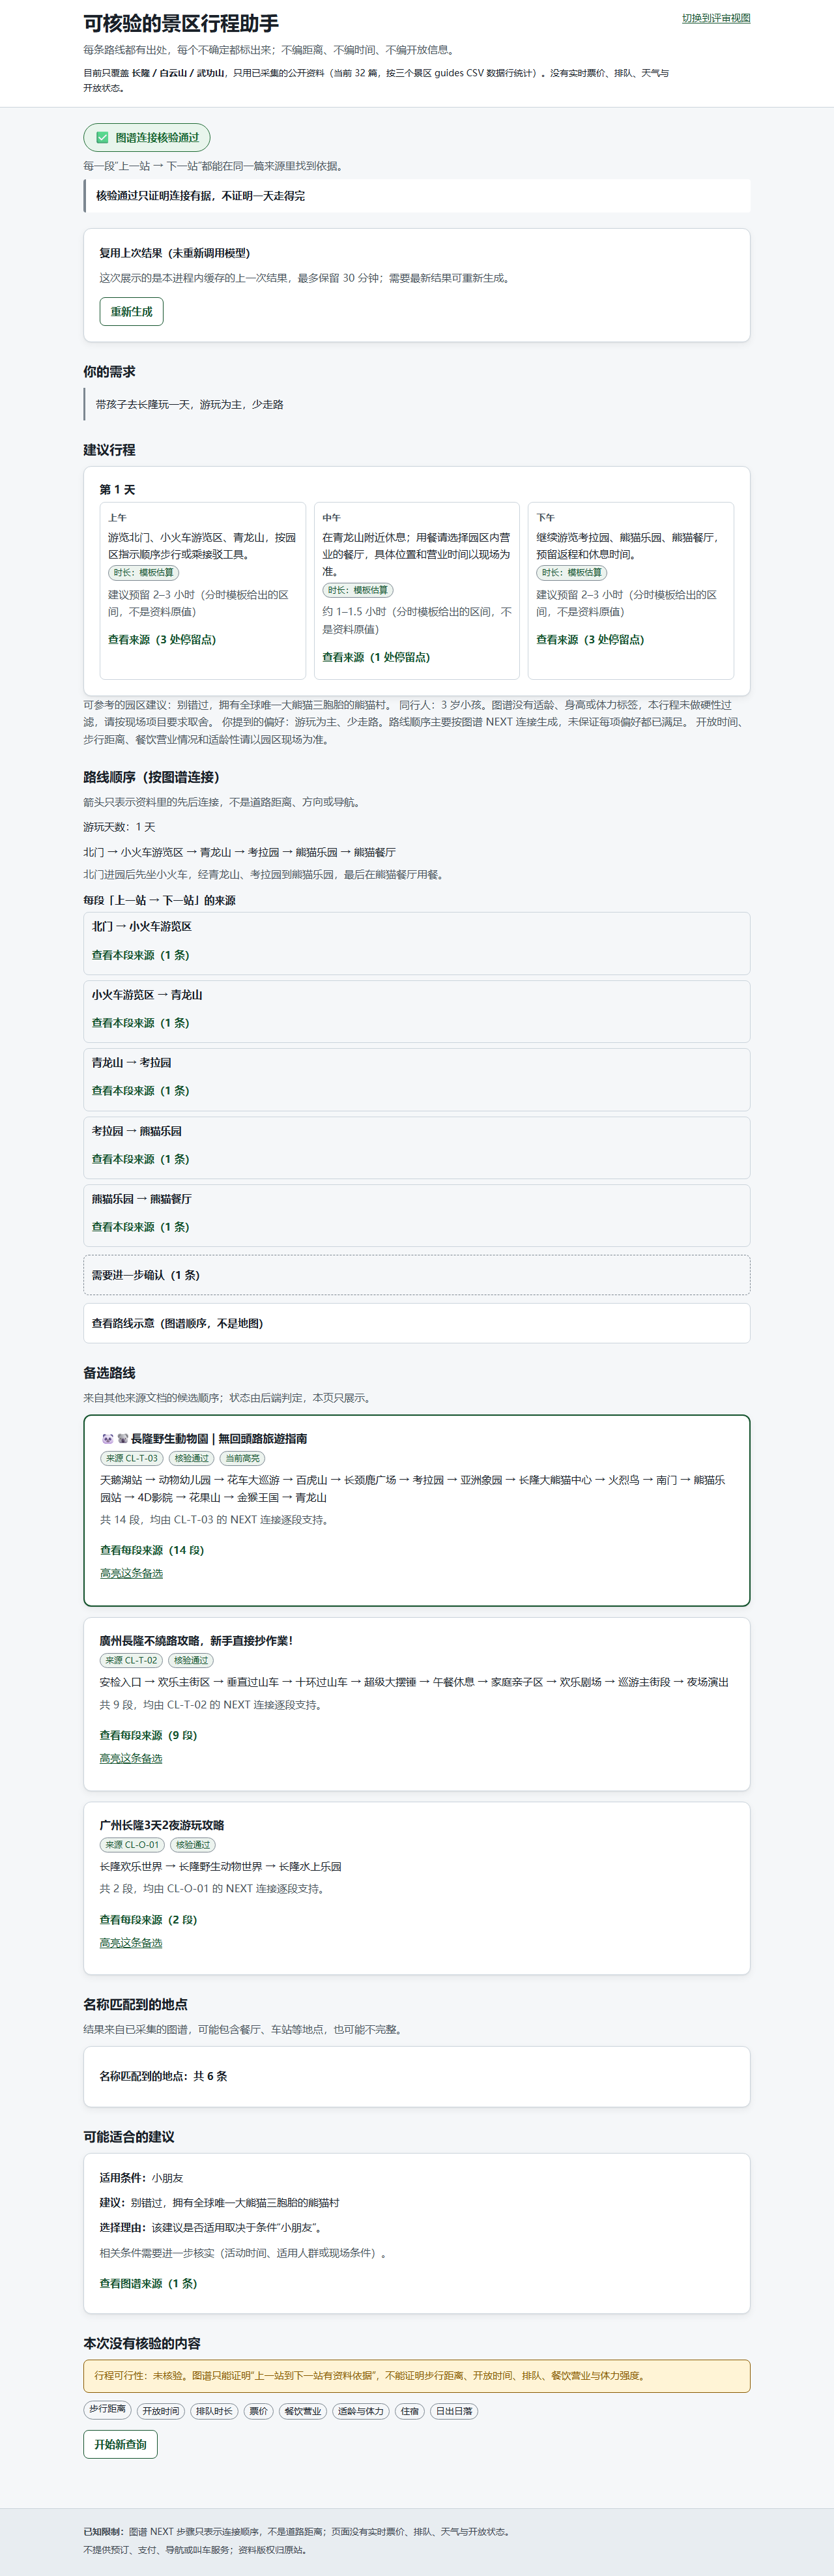 可核验的景区行程助手
切换到评审视图
每条路线都有出处，每个不确定都标出来；不编距离、不编时间、不编开放信息。
目前只覆盖 长隆 / 白云山 / 武功山，只用已采集的公开资料（当前 32 篇，按三个景区 guides CSV 数据行统计）。没有实时票价、排队、天气与
开放状态。
✅ 图谱连接核验通过
每一段"上一站 → 下一站"都能在同一篇来源里找到依据。
核验通过只证明连接有据，不证明一天走得完
复用上次结果（未重新调用模型）
这次展示的是本进程内缓存的上一次结果，最多保留 30 分钟；需要最新结果可重新生成。
重新生成
你的需求
带孩子去长隆玩一天，游玩为主，少走路
建议行程
第 1 天
上午
游览北门、小火车游览区、青龙山，按园
区指示顺序步行或乘接驳工具。
时长：模板估算
建议预留 2–3 小时（分时模板给出的区
间，不是资料原值）
查看来源（3 处停留点）
中午
在青龙山附近休息；用餐请选择园区内营
业的餐厅，具体位置和营业时间以现场为
准。
时长：模板估算
约 1–1.5 小时（分时模板给出的区间，不
是资料原值）
查看来源（1 处停留点）
下午
继续游览考拉园、熊猫乐园、熊猫餐厅，
预留返程和休息时间。
时长：模板估算
建议预留 2–3 小时（分时模板给出的区
间，不是资料原值）
查看来源（3 处停留点）
可参考的园区建议：别错过，拥有全球唯一大熊猫三胞胎的熊猫村。 同行人：3 岁小孩。图谱没有适龄、身高或体力标签，本行程未做硬性过
滤，请按现场项目要求取舍。 你提到的偏好：游玩为主、少走路。路线顺序主要按图谱 NEXT 连接生成，未保证每项偏好都已满足。 开放时间、
步行距离、餐饮营业情况和适龄性请以园区现场为准。
路线顺序（按图谱连接）
箭头只表示资料里的先后连接，不是道路距离、方向或导航。
游玩天数：1 天
北门 → 小火车游览区 → 青龙山 → 考拉园 → 熊猫乐园 → 熊猫餐厅
北门进园后先坐小火车，经青龙山、考拉园到熊猫乐园，最后在熊猫餐厅用餐。
每段「上一站 → 下一站」的来源
北门 → 小火车游览区
查看本段来源（1 条）
小火车游览区 → 青龙山
查看本段来源（1 条）
青龙山 → 考拉园
查看本段来源（1 条）
考拉园 → 熊猫乐园
查看本段来源（1 条）
熊猫乐园 → 熊猫餐厅
查看本段来源（1 条）
需要进一步确认（1 条）
查看路线示意（图谱顺序，不是地图）
备选路线
来自其他来源文档的候选顺序；状态由后端判定，本页只展示。
🐼🐨長隆野生動物園 | 無回頭路旅遊指南
来源 CL-T-03 核验通过 当前高亮
天鹅湖站 → 动物幼儿园 → 花车大巡游 → 百虎山 → 长颈鹿广场 → 考拉园 → 亚洲象园 → 长隆大熊猫中心 → 火烈鸟 → 南门 → 熊猫乐
园站 → 4D影院 → 花果山 → 金猴王国 → 青龙山
共 14 段，均由 CL-T-03 的 NEXT 连接逐段支持。
查看每段来源（14 段）
高亮这条备选
廣州長隆不繞路攻略，新手直接抄作業！
来源 CL-T-02 核验通过
安检入口 → 欢乐主街区 → 垂直过山车 → 十环过山车 → 超级大摆锤 → 午餐休息 → 家庭亲子区 → 欢乐剧场 → 巡游主街段 → 夜场演出
共 9 段，均由 CL-T-02 的 NEXT 连接逐段支持。
查看每段来源（9 段）
高亮这条备选
广州长隆3天2夜游玩攻略
来源 CL-O-01 核验通过
长隆欢乐世界 → 长隆野生动物世界 → 长隆水上乐园
共 2 段，均由 CL-O-01 的 NEXT 连接逐段支持。
查看每段来源（2 段）
高亮这条备选
名称匹配到的地点
结果来自已采集的图谱，可能包含餐厅、车站等地点，也可能不完整。
名称匹配到的地点：共 6 条
可能适合的建议
适用条件：小朋友
建议：别错过，拥有全球唯一大熊猫三胞胎的熊猫村
选择理由：该建议是否适用取决于条件"小朋友"。
相关条件需要进一步核实（活动时间、适用人群或现场条件）。
查看图谱来源（1 条）
本次没有核验的内容
行程可行性：未核验。图谱只能证明"上一站到下一站有资料依据"，不能证明步行距离、开放时间、排队、餐饮营业与体力强度。
步行距离 开放时间 排队时长 票价 餐饮营业 适龄与体力 住宿 日出日落
开始新查询
已知限制：图谱 NEXT 步骤只表示连接顺序，不是道路距离；页面没有实时票价、排队、天气与开放状态。
不提供预订、支付、导航或叫车服务；资料版权归原站。